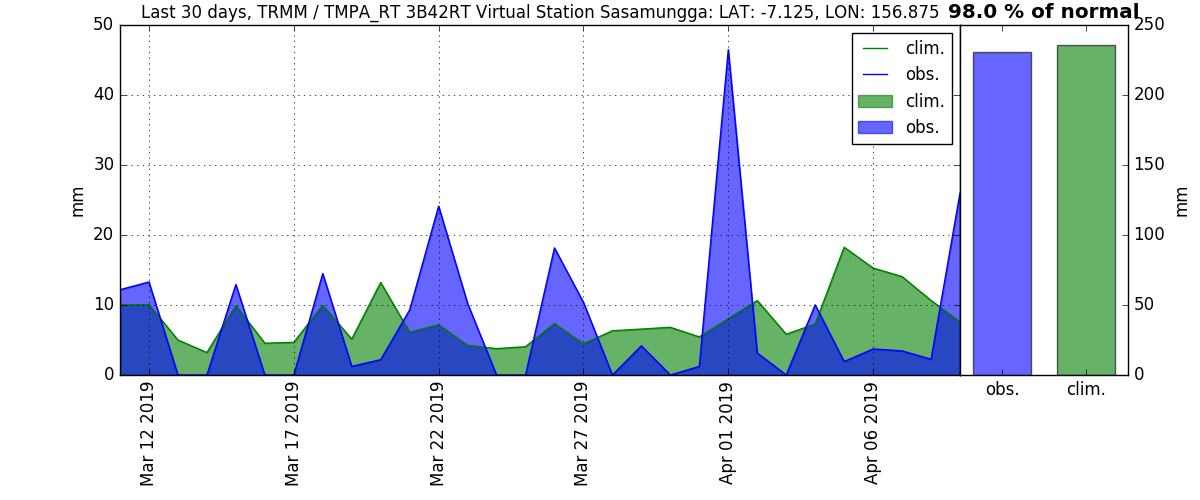 Last 30 days, TRMM / TMPA_RT 3B42RT Virtual Station Sasamungga: LAT: -7.125, LON: 156.875
98.0 % of normal
50
40
30
20
10
0
mm
clim.
obs.
clim.
obs.
250
200
150
100
50
0
mm
Mar 12 2019
Mar 17 2019
Mar 22 2019
Mar 27 2019
Apr 01 2019
Apr 06 2019
obs.
clim.